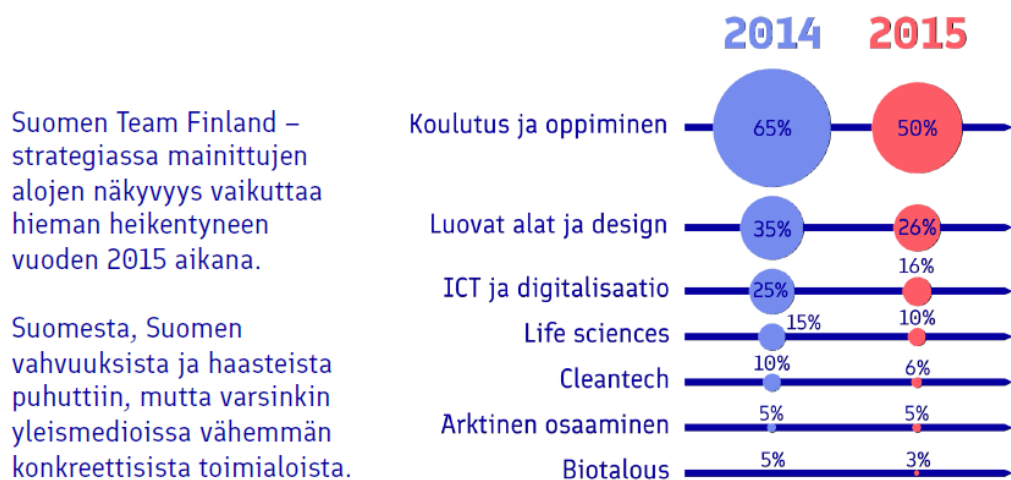 2014 2015
Suomen Team Finland –
strategiassa mainittujen
alojen näkyvyys vaikuttaa
hieman heikentyneen
vuoden 2015 aikana.
Suomesta, Suomen
vahvuuksista ja haasteista
puhuttiin, mutta varsinkin
yleismedioissa vähemmän
konkreettisista toimialoista.
Koulutus ja oppiminen 65% 50%
Luovat alat ja design 35% 26%
ICT ja digitalisaatio 25% 16%
Life sciences 15% 10%
Cleantech 10% 6%
Arktinen osaaminen 5% 5%
Biotalous 5% 3%